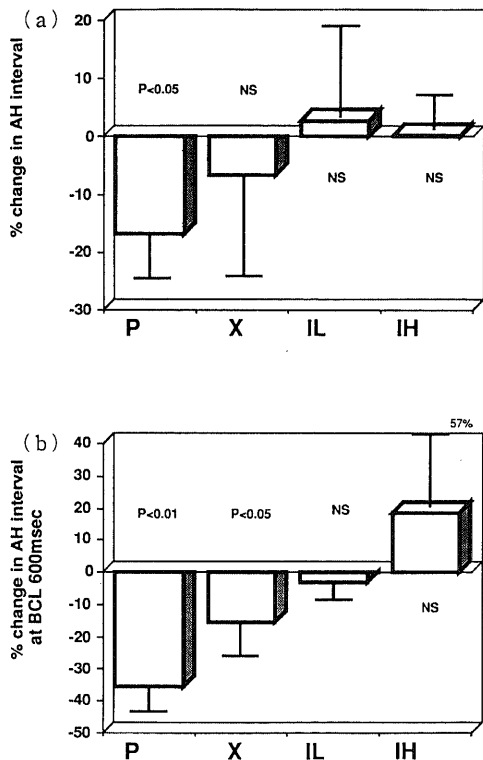 (a)
% change in AH interval
20
10
0
-10
-20
-30
P<0.05
NS
NS
NS
P
X
IL
IH
(b)
% change in AH interval
at BCL 600msec
40
30
20
10
0
-10
-20
-30
-40
-50
57%
P<0.01
P<0.05
NS
NS
P
X
IL
IH